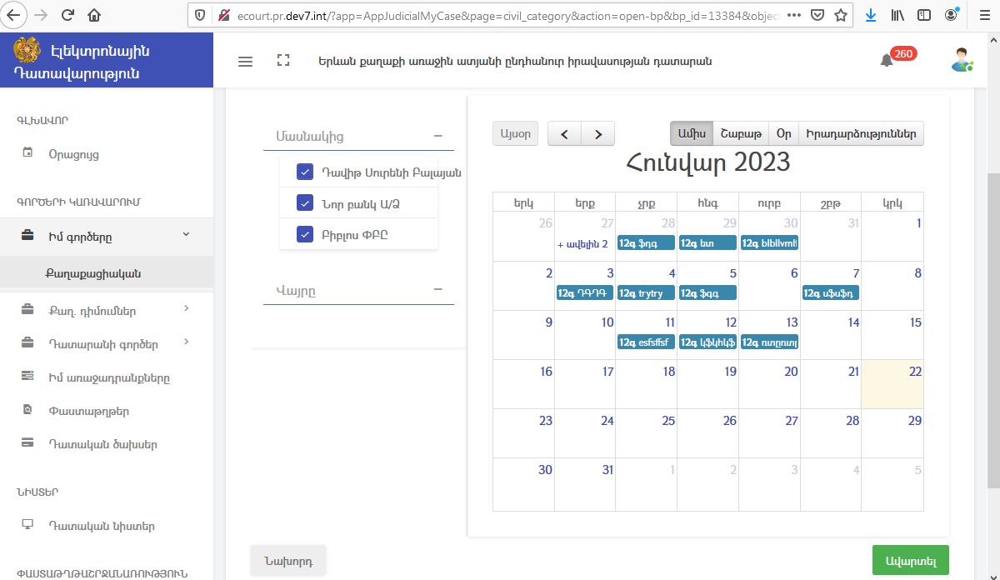 ecourt.pr.dev7.int/?app=AppJudicialMyCase&page=civil_category&action=open-bp&bp_id=13384&objec
Էլեկտրոնային
Դատավարություն
Երևան քաղաքի առաջին ատյանի ընդհանուր իրավասության դատարան
260
ԳԼԽԱՎՈՐ
Օրացույց
ԳՈՐԾԵՐԻ ԿԱՌԱՎԱՐՈՒՄ
Իմ գործերը
Քաղաքացիական
Քաղ. դիմումներ
Դատարանի գործեր
Իմ առաջադրանքները
Փաստաթղթեր
Դատական ծախսեր
ՆԻՍՏԵՐ
Դատական նիստեր
ՓԱՍՏԱԹՂԹԱՇՐՋԱՆԱՌՈՒԹՅՈՒՆ
Մասնակից
Դավիթ Սուրենի Բալայան
Նոր բանկ Ա/Ձ
Բիբլոս ՓԲԸ
Վայրը
Այսօր
Ամիս Շաբաթ Օր Իրադարձություններ
Հունվար 2023
երկ երք չրք հնգ ուրբ շբթ կրկ
26 27 28 29 30 31 1
+ ավելին 2 12գ ֆդգ 12գ ետ 12գ blbllvm!!
2 3 4 5 6 7 8
12գ ԴԳԴԳ 12գ trytry 12գ ֆգգ 12գ սֆսֆդ
9 10 11 12 13 14 15
12գ esfsffsf 12գ կֆկհկֆ 12գ ռտըռտլ
16 17 18 19 20 21 22
23 24 25 26 27 28 29
30 31 1 2 3 4 5
Նախորդ
Ավարտել